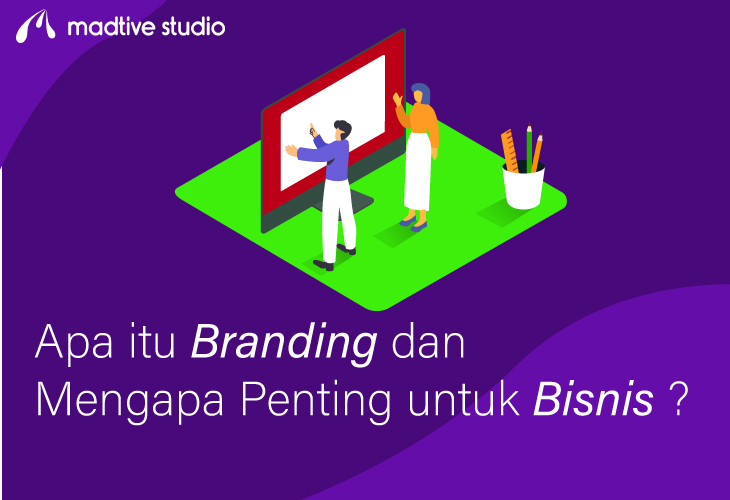 madtive studio
Apa itu Branding dan
Mengapa Penting untuk Bisnis ?